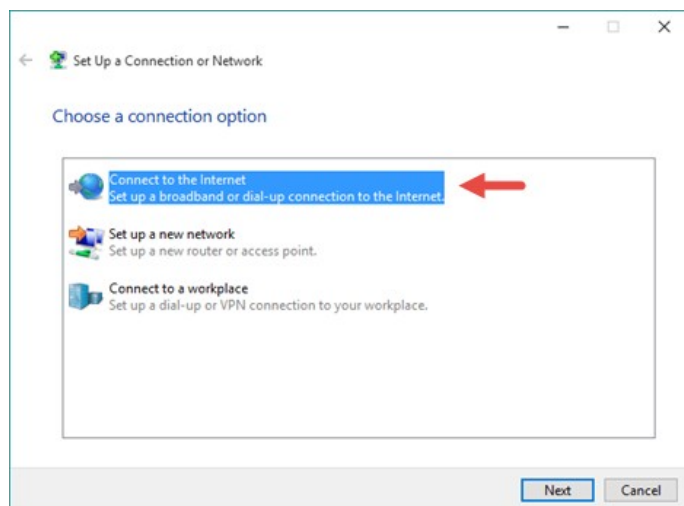 Set Up a Connection or Network
Choose a connection option
Connect to the Internet
Set up a broadband or dial-up connection to the Internet.
Set up a new network
Set up a new router or access point.
Connect to a workplace
Set up a dial-up or VPN connection to your workplace.
Next Cancel